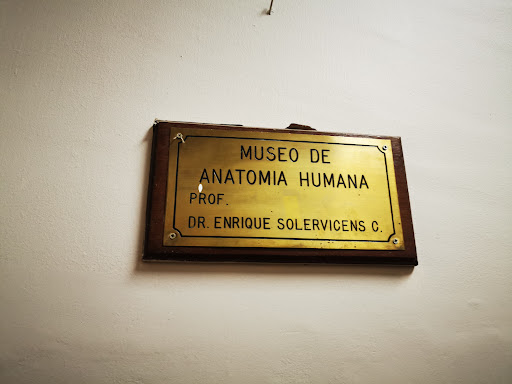 MUSEO DE
ANATOMIA HUMANA
PROF.
DR. ENRIQUE SOLERVICENS C.